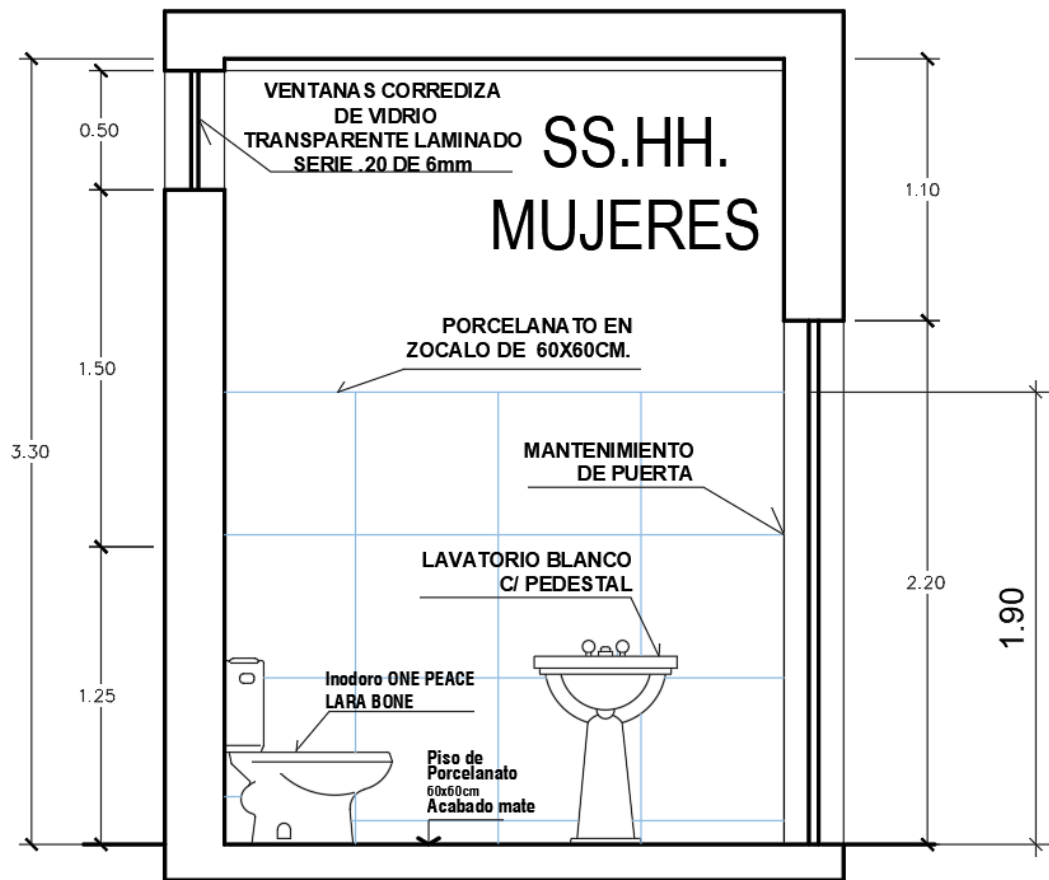 VENTANAS CORREDIZA
DE VIDRIO
TRANSPARENTE LAMINADO
SERIE .20 DE 6mm
SS.HH.
MUJERES
0.50
1.10
PORCELANATO EN
ZOCALO DE 60X60CM.
1.50
3.30
MANTENIMIENTO
DE PUERTA
LAVATORIO BLANCO
C/ PEDESTAL
2.20
1.90
Inodoro ONE PEACE
LARA BONE
1.25
Piso de
Porcelanato
60x60cm
Acabado mate